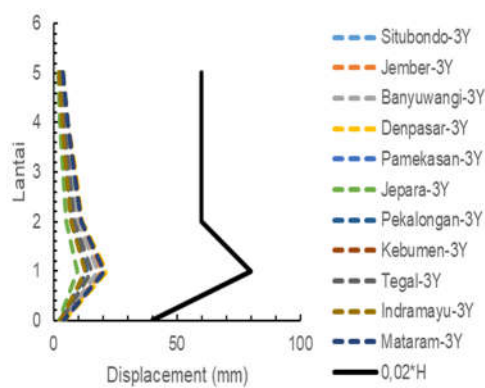 6
5
4
3
2
1
0
Lantai
0
50
100
Displacement (mm)
Situbondo-3Y
Jember-3Y
Banyuwangi-3Y
Denpasar-3Y
Pamekasan-3Y
Jepara-3Y
Pekalongan-3Y
Kebumen-3Y
Tegal-3Y
Indramayu-3Y
Mataram-3Y
0,02*H